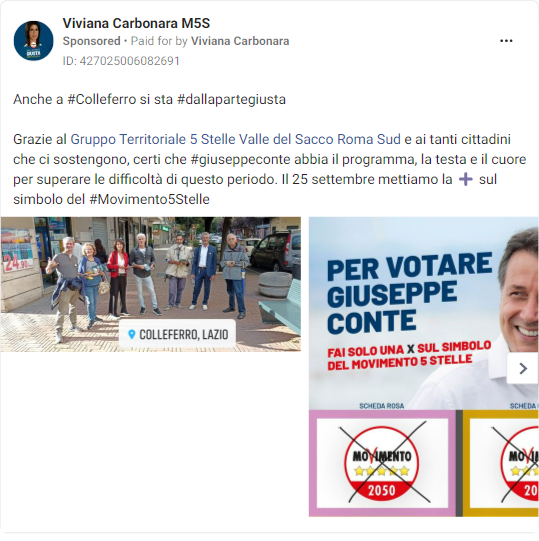 Viviana Carbonara M5S
Sponsored • Paid for by Viviana Carbonara
ID: 427025006082691
Anche a #Colleferro si sta #dallapartegiusta
Grazie al Gruppo Territoriale 5 Stelle Valle del Sacco Roma Sud e ai tanti cittadini
che ci sostengono, certi che #giuseppeconte abbia il programma, la testa e il cuore
per superare le difficoltà di questo periodo. Il 25 settembre mettiamo la ➕ sul
simbolo del #Movimento5Stelle
24.90
COLLEFERRO, LAZIO
PER VOTARE
GIUSEPPE
CONTE
FAI SOLO UNA X SUL SIMBOLO
DEL MOVIMENTO 5 STELLE
SCHEDA ROSA
SCHEDA G
MOVIMENTO
2050
MOVIM
20